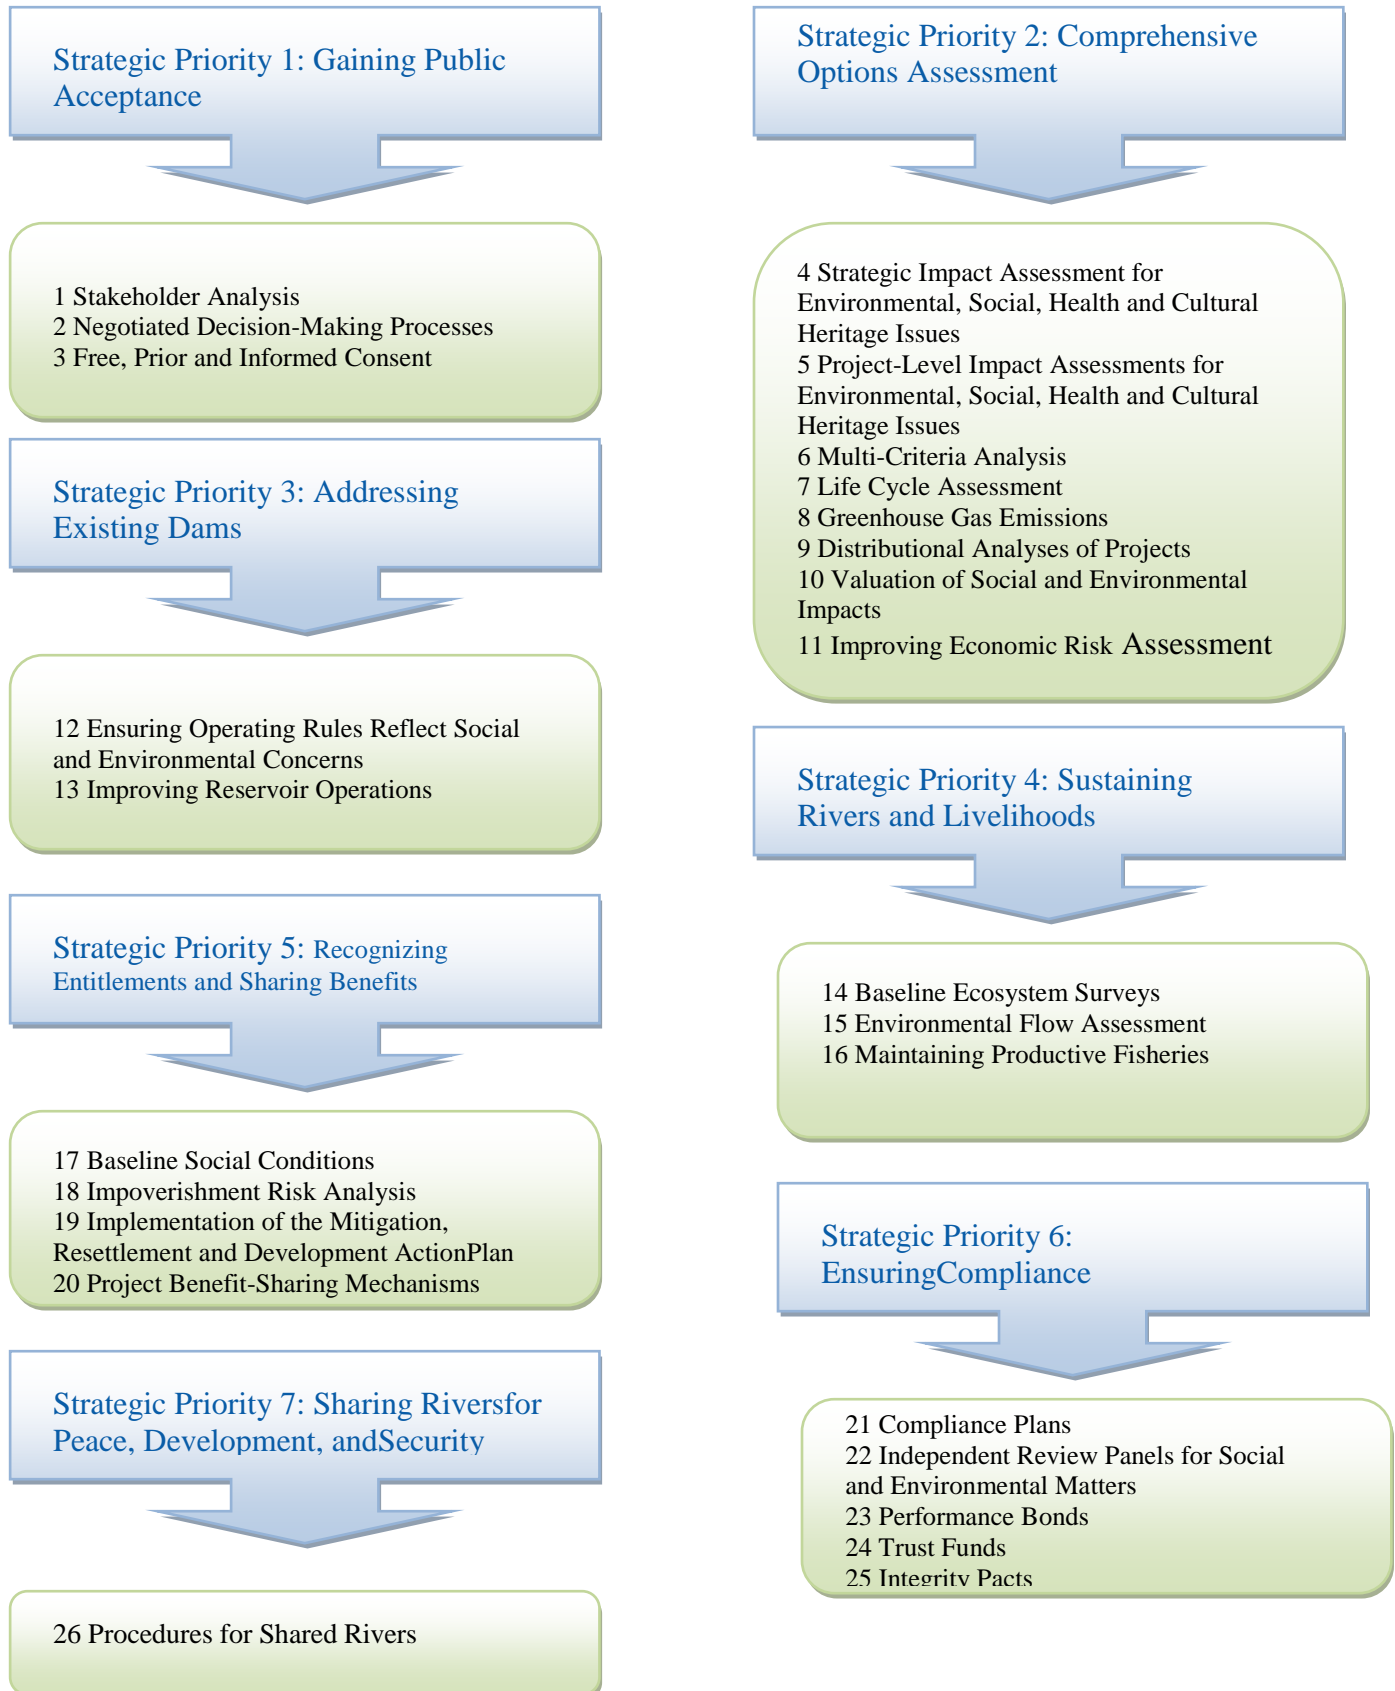 Strategic Priority 1: Gaining Public
Acceptance
1 Stakeholder Analysis
2 Negotiated Decision-Making Processes
3 Free, Prior and Informed Consent
Strategic Priority 2: Comprehensive
Options Assessment
4 Strategic Impact Assessment for
Environmental, Social, Health and Cultural
Heritage Issues
5 Project-Level Impact Assessments for
Environmental, Social, Health and Cultural
Heritage Issues
6 Multi-Criteria Analysis
7 Life Cycle Assessment
8 Greenhouse Gas Emissions
9 Distributional Analyses of Projects
10 Valuation of Social and Environmental
Impacts
11 Improving Economic Risk Assessment
Strategic Priority 3: Addressing
Existing Dams
12 Ensuring Operating Rules Reflect Social
and Environmental Concerns
13 Improving Reservoir Operations
Strategic Priority 4: Sustaining
Rivers and Livelihoods
14 Baseline Ecosystem Surveys
15 Environmental Flow Assessment
16 Maintaining Productive Fisheries
Strategic Priority 5: Recognizing
Entitlements and Sharing Benefits
17 Baseline Social Conditions
18 Impoverishment Risk Analysis
19 Implementation of the Mitigation,
Resettlement and Development ActionPlan
20 Project Benefit-Sharing Mechanisms
Strategic Priority 6:
EnsuringCompliance
21 Compliance Plans
22 Independent Review Panels for Social
and Environmental Matters
23 Performance Bonds
24 Trust Funds
25 Integrity Pacts
Strategic Priority 7: Sharing Riversfor
Peace, Development, andSecurity
26 Procedures for Shared Rivers